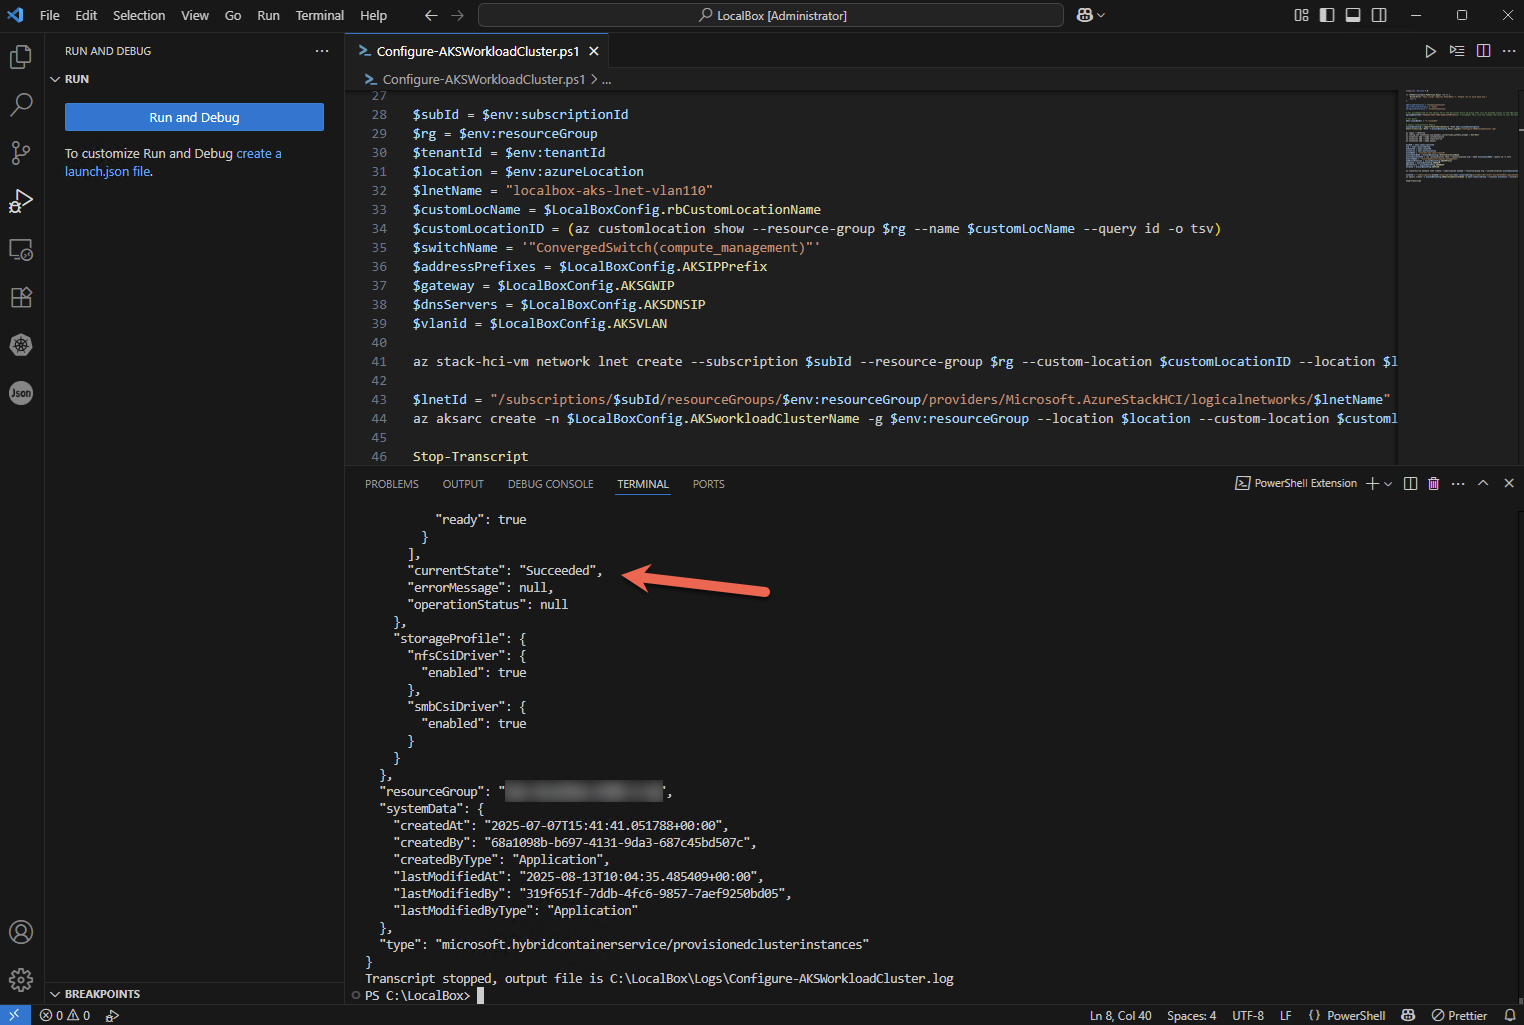 File Edit Selection View Go Run Terminal Help
LocalBox [Administrator]
RUN AND DEBUG
RUN
Run and Debug
To customize Run and Debug create a
launch.json file.
BREAKPOINTS
Configure-AKSWorkloadCluster.ps1
Configure-AKSWorkloadCluster.ps1 > ...
27
28 $subId = $env:subscriptionId
29 $rg = $env:resourceGroup
30 $tenantId = $env:tenantId
31 $location = $env:azureLocation
32 $lnetName = "localbox-aks-lnet-vlan110"
33 $customLocName = $LocalBoxConfig.rbCustomLocationName
34 $customLocationID = (az customlocation show --resource-group $rg --name $customLocName --query id -o tsv)
35 $switchName = '"ConvergedSwitch(compute_management)"'
36 $addressPrefixes = $LocalBoxConfig.AKSIPPrefix
37 $gateway = $LocalBoxConfig.AKSGWIP
38 $dnsServers = $LocalBoxConfig.AKSDNSIP
39 $vlanid = $LocalBoxConfig.AKSVLAN
40
41 az stack-hci-vm network lnet create --subscription $subId --resource-group $rg --custom-location $customLocationID --location $l
42
43 $lnetId = "/subscriptions/$subId/resourceGroups/$env:resourceGroup/providers/Microsoft.AzureStackHCI/logicalnetworks/$lnetName"
44 az aksarc create -n $LocalBoxConfig.AKSworkloadClusterName -g $env:resourceGroup --location $location --custom-location $customl
45
46 Stop-Transcript
PROBLEMS OUTPUT DEBUG CONSOLE TERMINAL PORTS
PowerShell Extension
"ready": true
}
],
"currentState": "Succeeded",
"errorMessage": null,
"operationStatus": null
},
"storageProfile": {
"nfsCsiDriver": {
"enabled": true
},
"smbCsiDriver": {
"enabled": true
}
}
},
"resourceGroup": "",
"systemData": {
"createdAt": "2025-07-07T15:41:41.051788+00:00",
"createdBy": "68a1098b-b697-4131-9da3-687c45bd507c",
"createdByType": "Application",
"lastModifiedAt": "2025-08-13T10:04:35.485409+00:00",
"lastModifiedBy": "319f651f-7ddb-4fc6-9857-7aef9250bd05",
"lastModifiedByType": "Application"
},
"type": "microsoft.hybridcontainerservice/provisionedclusterinstances"
}
Transcript stopped, output file is C:\LocalBox\Logs\Configure-AKSWorkloadCluster.log
PS C:\LocalBox>
Json
0 0
Ln 8, Col 40 Spaces: 4 UTF-8 LF {} PowerShell Prettier